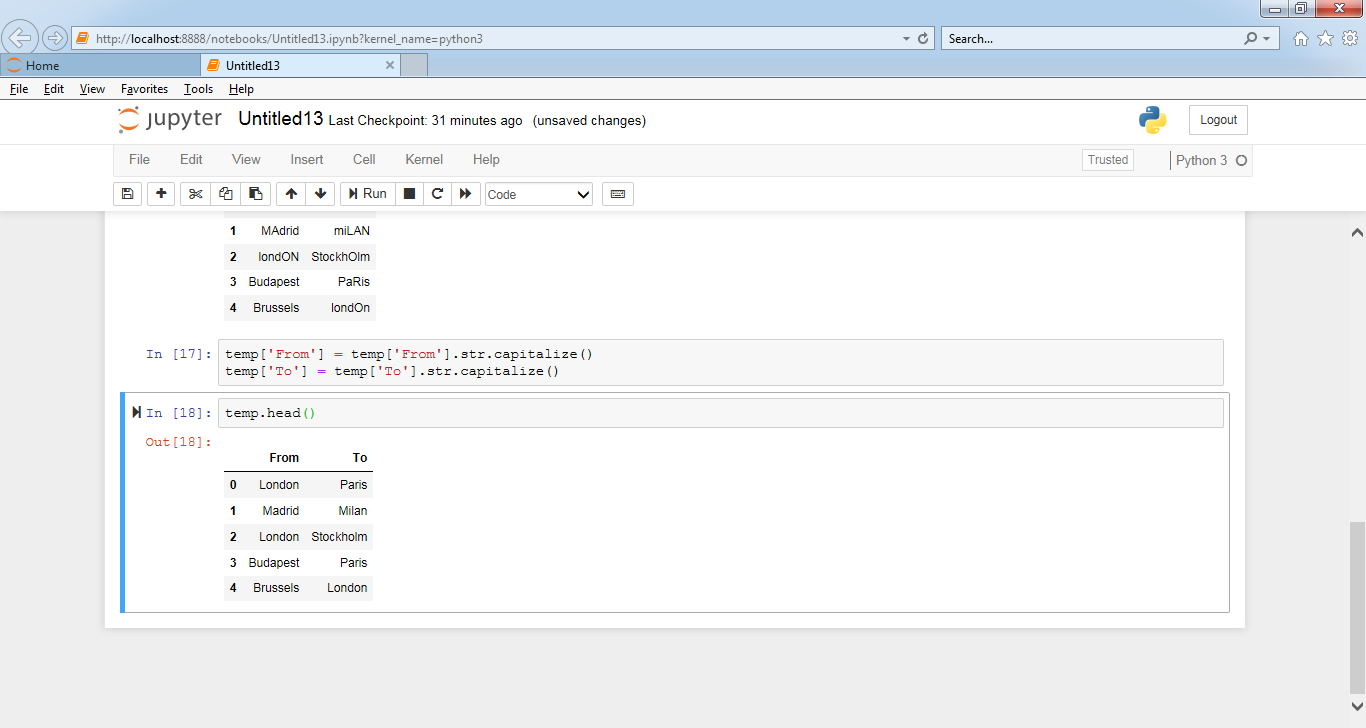 http://localhost:8888/notebooks/Untitled13.ipynb?kernel_name=python3
Search...
Home
Untitled13
File Edit View Favorites Tools Help
jupyter Untitled13 Last Checkpoint: 31 minutes ago (unsaved changes)
Logout
File Edit View Insert Cell Kernel Help
Trusted
Python 3
Run
Code
1 MAdrid miLAN
2 londON StockhOlm
3 Budapest PaRis
4 Brussels londOn
In [17]: temp['From'] = temp['From'].str.capitalize()
temp['To'] = temp['To'].str.capitalize()
In [18]: temp.head()
Out[18]:
From To
0 London Paris
1 Madrid Milan
2 London Stockholm
3 Budapest Paris
4 Brussels London